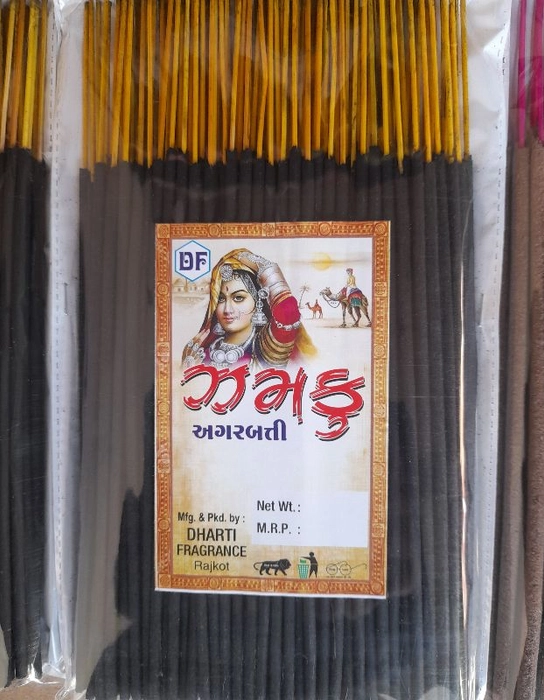 DF
ઝમકુ
અગરબત્તી
Net Wt. :
M.R.P. :
Mfg. & Pkd. by :
DHARTI
FRAGRANCE
Rajkot